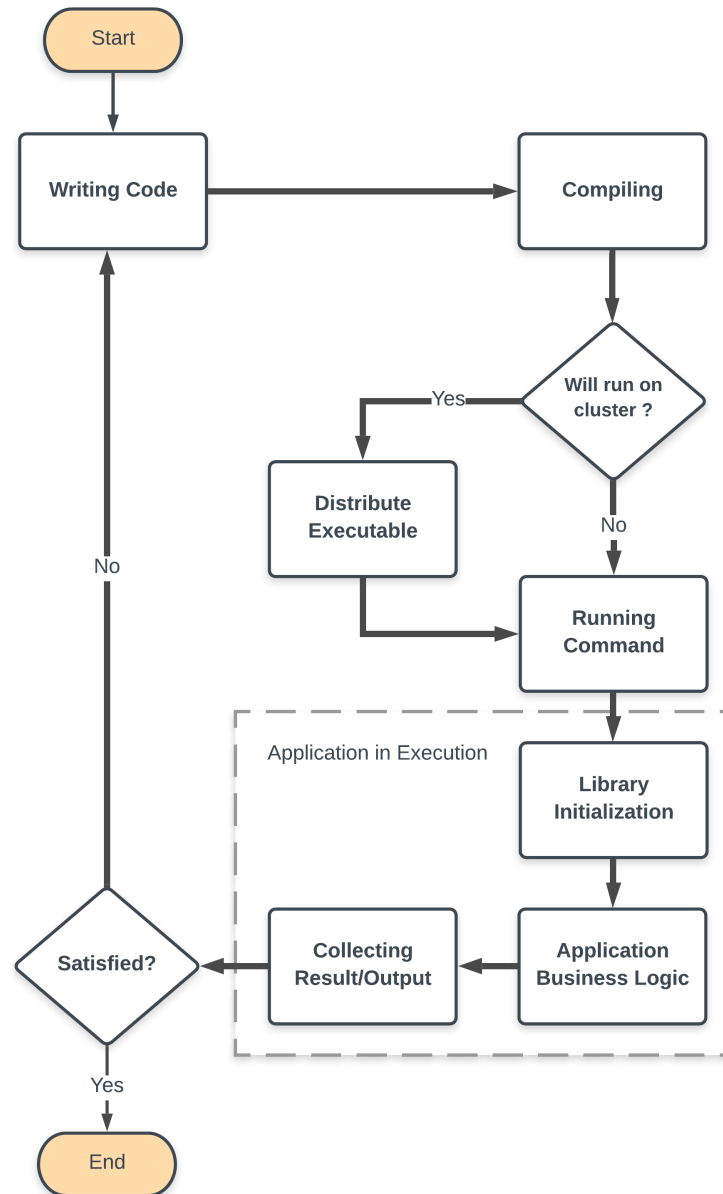 Start
Writing Code
Compiling
Will run on
cluster ?
Yes
Distribute
Executable
No
Running
Command
Application in Execution
Library
Initialization
Application
Business Logic
Collecting
Result/Output
Satisfied?
No
Yes
End